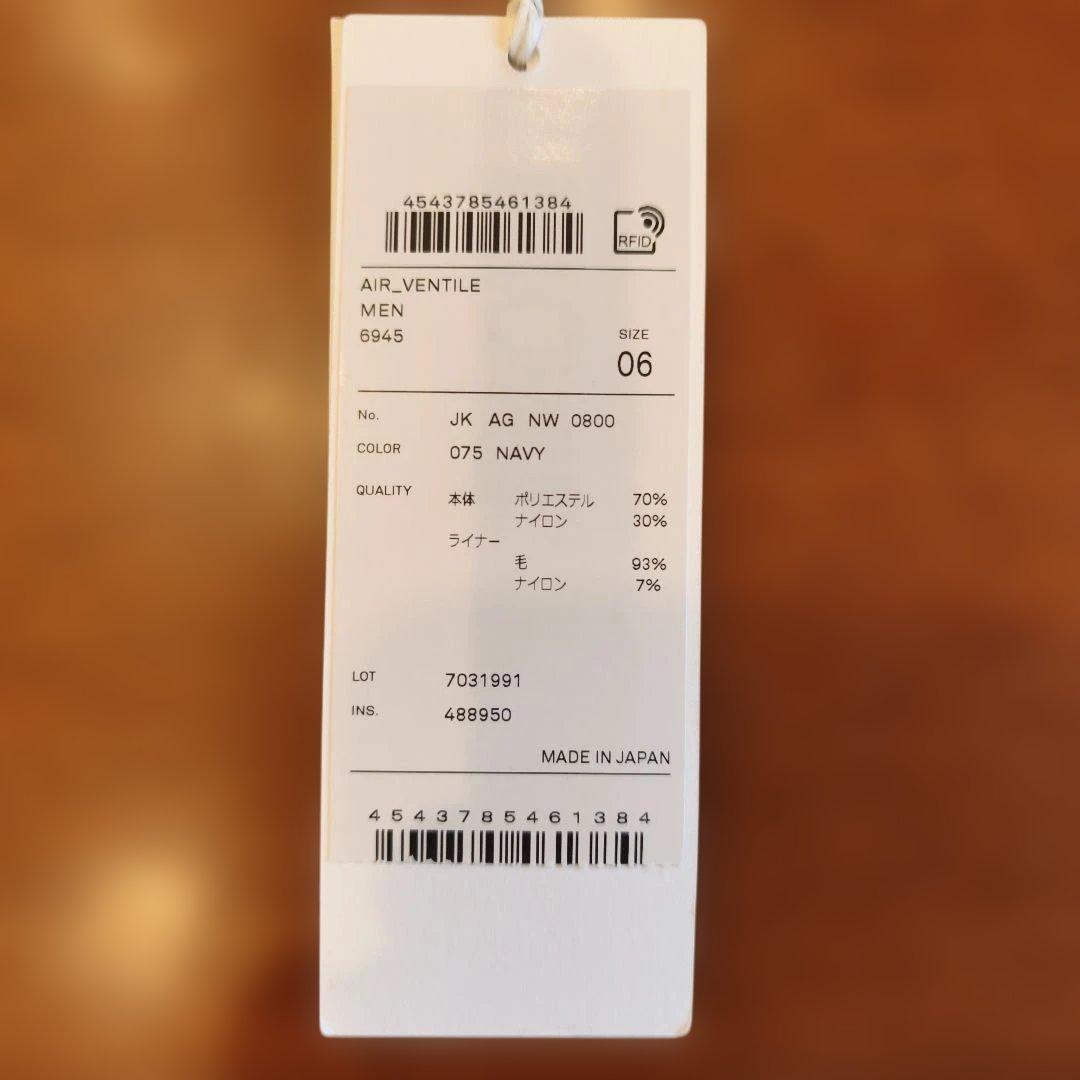 4543785461384
RFID
AIR_VENTILE
MEN
6945
SIZE
06
No. JK AG NW 0800
COLOR 075 NAVY
QUALITY 本体 ポリエステル 70%
ナイロン 30%
ライナー
毛 93%
ナイロン 7%
LOT 7031991
INS. 488950
MADE IN JAPAN
4543785461384